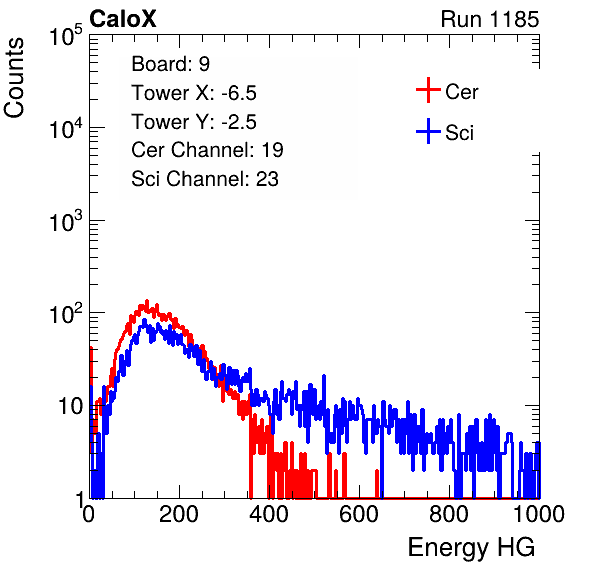 CaloX Run 1185
Counts
10^5
10^4
10^3
10^2
10
1
Board: 9
Tower X: -6.5
Tower Y: -2.5
Cer Channel: 19
Sci Channel: 23
Cer
Sci
0 200 400 600 800 1000
Energy HG